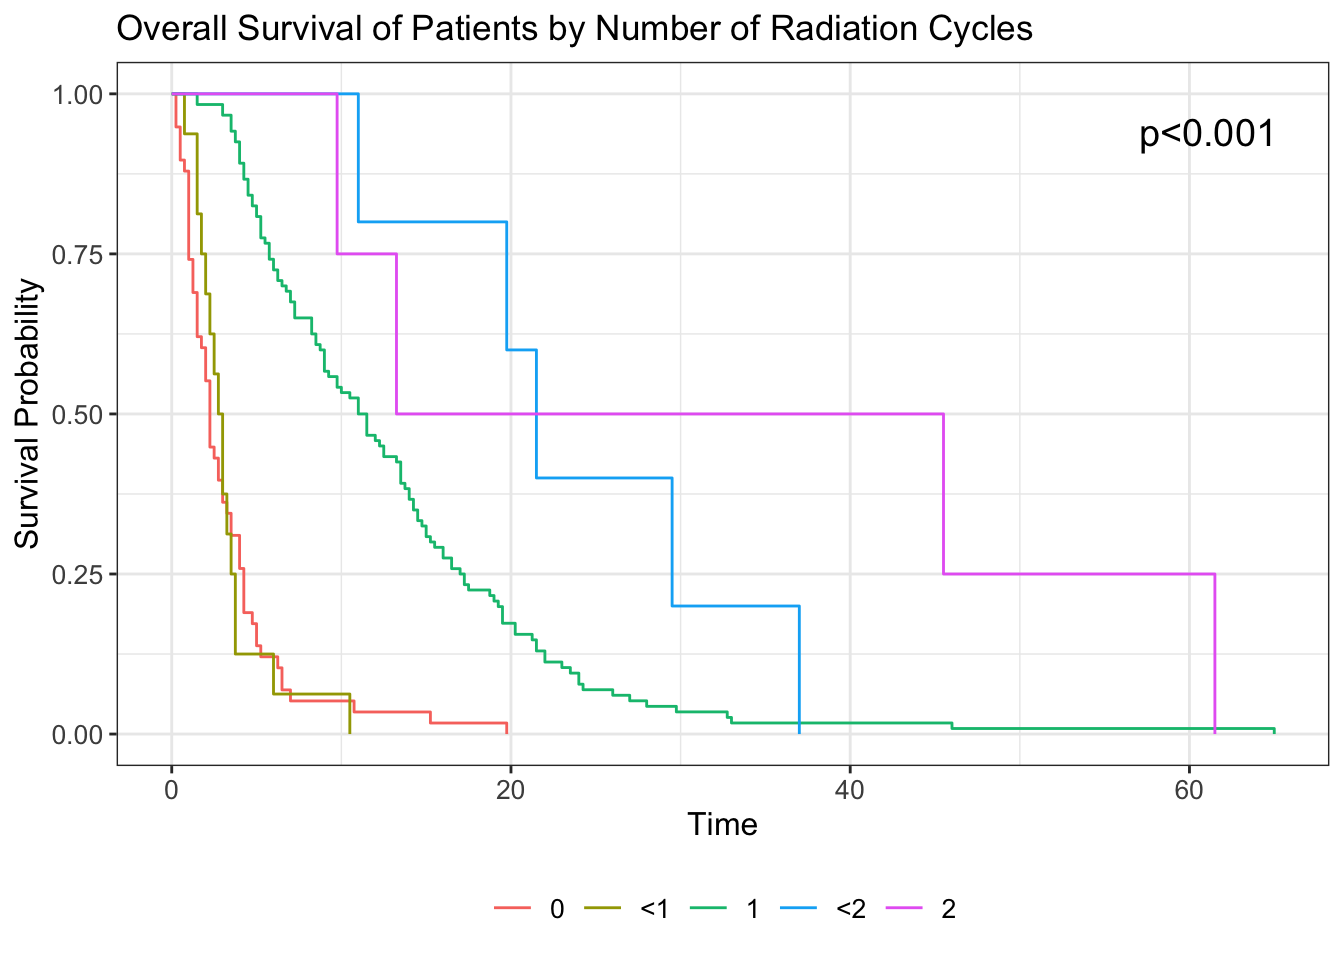 Overall Survival of Patients by Number of Radiation Cycles
p<0.001
1.00
0.75
0.50
0.25
0.00
Survival Probability
0 20 40 60
Time
0 <1 1 <2 2